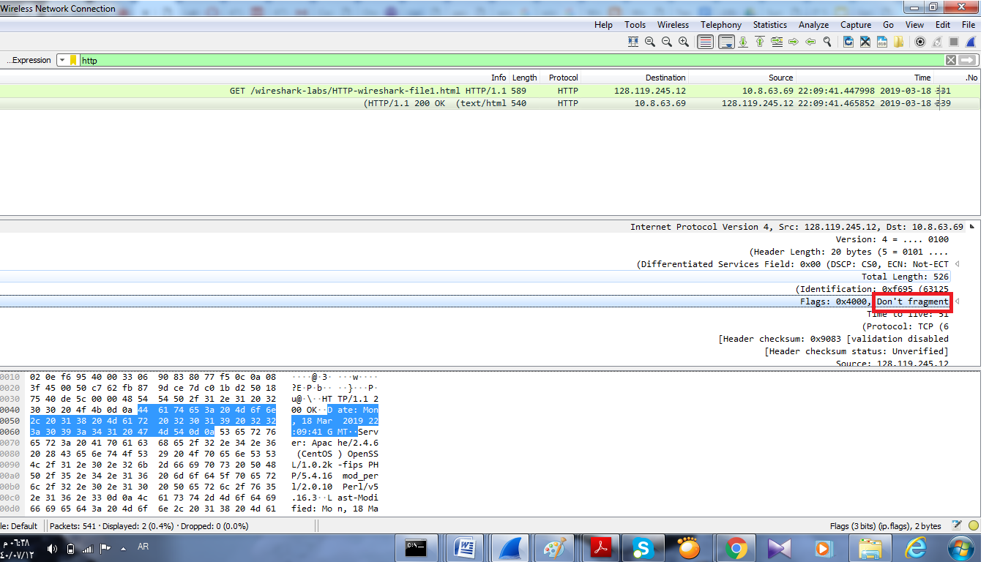 Wireless Network Connection
Help Tools Wireless Telephony Statistics Analyze Capture Go View Edit File
...Expression http
Info Length Protocol Destination Source Time .No
GET /wireshark-labs/HTTP-wireshark-file1.html HTTP/1.1 589 HTTP 128.119.245.12 10.8.63.69 22:09:41.447998 2019-03-18 331
(HTTP/1.1 200 OK (text/html 540 HTTP 10.8.63.69 128.119.245.12 22:09:41.465852 2019-03-18 339
Internet Protocol Version 4, Src: 128.119.245.12, Dst: 10.8.63.69
Version: 4 = .... 0100
(Header Length: 20 bytes (5 = 0101 ....
(Differentiated Services Field: 0x00 (DSCP: CS0, ECN: Not-ECT
Total Length: 526
(Identification: 0xf695 (63125
Flags: 0x4000, Don't fragment
Time to live: 51
(Protocol: TCP (6
[Header checksum: 0x9083 [validation disabled
[Header checksum status: Unverified]
Source: 128.119.245.12
0010 02 0e f6 95 40 00 33 06 90 83 80 77 f5 0c 0a 08 ····@·3· ···w····
0020 3f 45 00 50 c7 62 fb 87 9d ce 7d c0 1b d2 50 18 ?E·P·b·· ··}···P·
0030 75 40 de 5c 00 00 48 54 54 50 2f 31 2e 31 20 32 u@·\··HT TP/1.1 2
0040 30 30 20 4f 4b 0d 0a 44 61 74 65 3a 20 4d 6f 6e 00 OK··D ate: Mon
0050 2c 20 31 38 20 4d 61 72 20 32 30 31 39 20 32 32 , 18 Mar 2019 22
0060 3a 30 39 3a 34 31 20 47 4d 54 0d 0a 53 65 72 76 :09:41 G MT··Serv
0070 65 72 3a 20 41 70 61 63 68 65 2f 32 2e 34 2e 36 er: Apac he/2.4.6
0080 20 28 43 65 6e 74 4f 53 29 20 4f 70 65 6e 53 53 (CentOS ) OpenSS
0090 4c 2f 31 2e 30 2e 32 6b 2d 66 69 70 73 20 50 48 L/1.0.2k -fips PH
00a0 50 2f 35 2e 34 2e 31 36 20 6d 6f 64 5f 70 65 72 P/5.4.16 mod_per
00b0 6c 2f 32 2e 30 2e 31 30 20 50 65 72 6c 2f 76 35 l/2.0.10 Perl/v5
00c0 2e 31 36 2e 33 0d 0a 4c 61 73 74 2d 4d 6f 64 69 .16.3··L ast-Modi
00d0 66 69 65 64 3a 20 4d 6f 6e 2c 20 31 38 20 4d 61 fied: Mo n, 18 Ma
le: Default Packets: 541 · Displayed: 2 (0.4%) · Dropped: 0 (0.0%) Flags (3 bits) (ip.flags), 2 bytes
٠٦:٣٨ م
٤٠/٠٧/١٣
AR